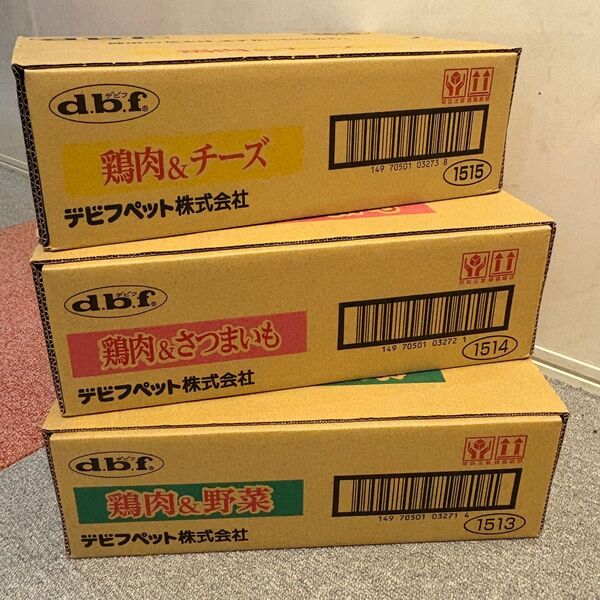 d.b.f
デビフ
d.b.f®
鶏肉&チーズ
デビフペット株式会社
149 70501 03273 8
1515
デビフ
d.b.f®
鶏肉&さつまいも
デビフペット株式会社
149 70501 03272 1
1514
デビフ
d.b.f®
鶏肉&野菜
デビフペット株式会社
149 70501 03271 4
1513